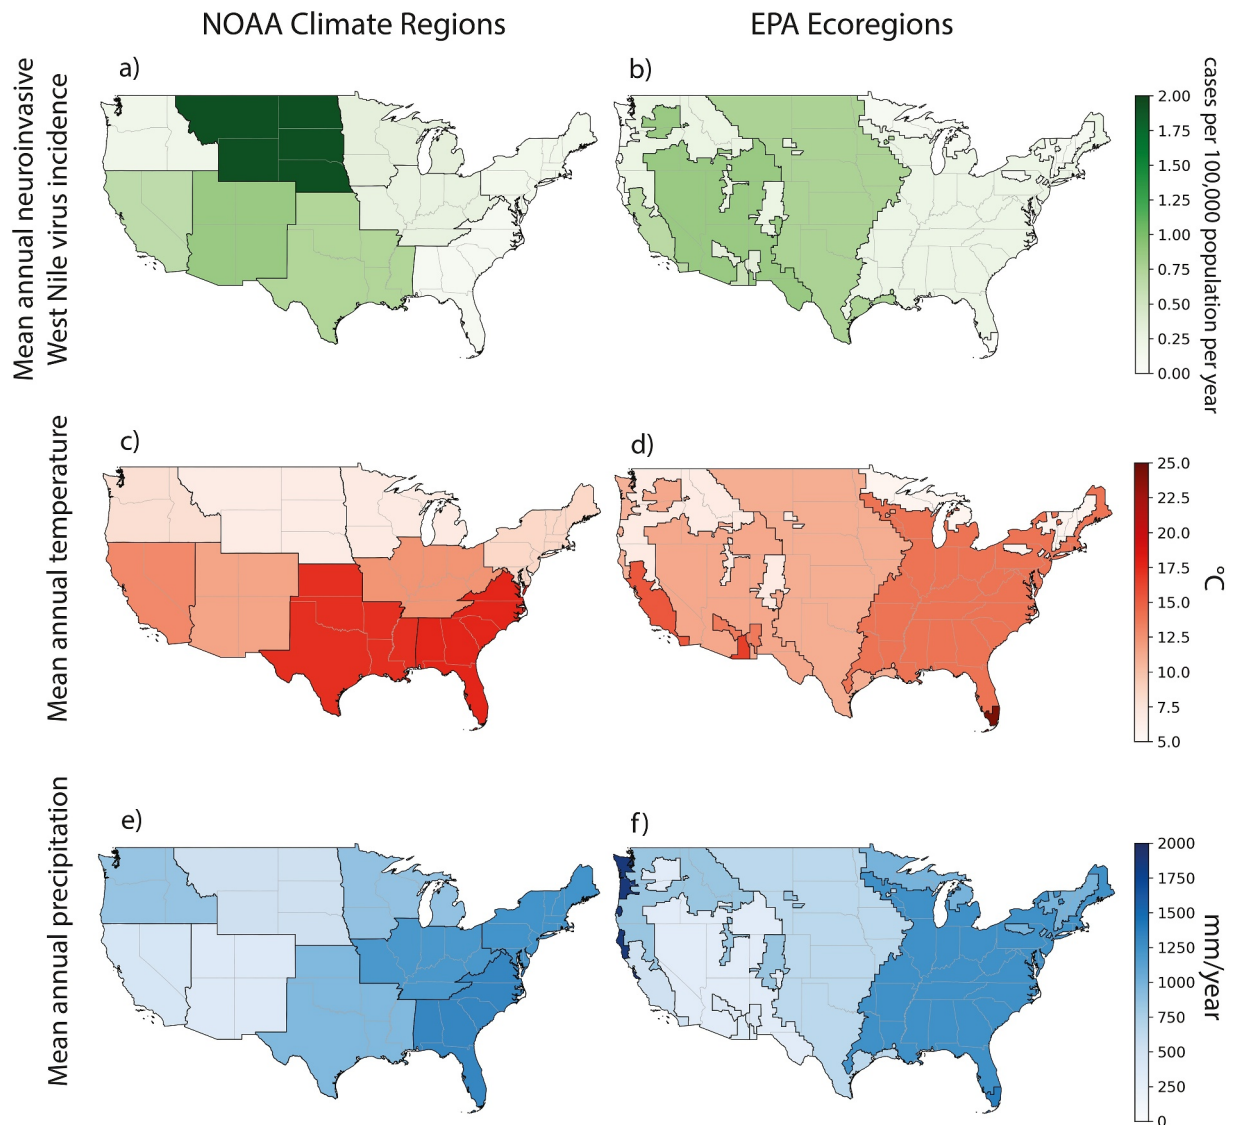 NOAA Climate Regions
EPA Ecoregions
Mean annual neuroinvasive
West Nile virus incidence
a)
b)
2.00
1.75
1.50
1.25
1.00
0.75
0.50
0.25
0.00
cases per 100,000 population per year
Mean annual temperature
c)
d)
25.0
22.5
20.0
17.5
15.0
12.5
10.0
7.5
5.0
°C
Mean annual precipitation
e)
f)
2000
1750
1500
1250
1000
750
500
250
0
mm/year